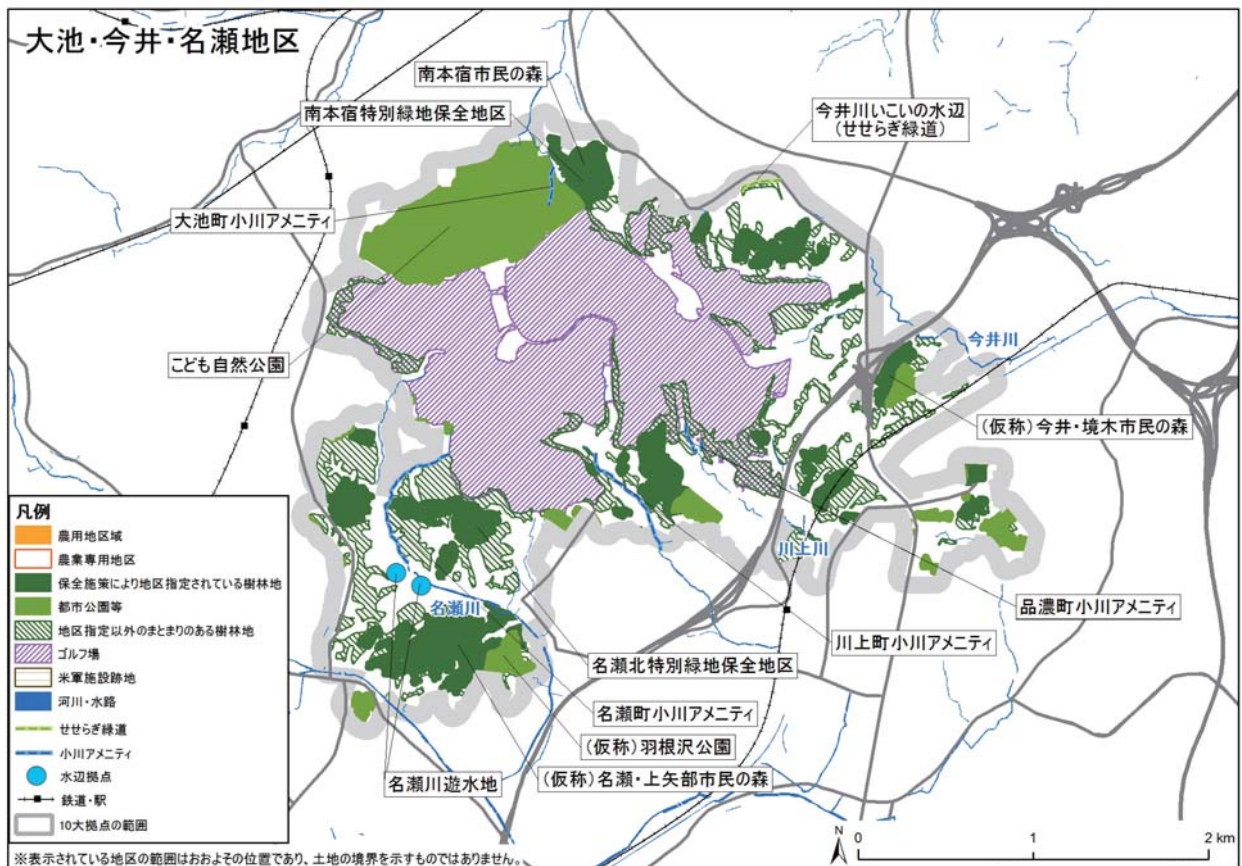 大池・今井・名瀬地区
南本宿市民の森
南本宿特別緑地保全地区
今井川いこいの水辺
(せせらぎ緑道)
大池町小川アメニティ
こども自然公園
今井川
(仮称)今井・境木市民の森
川上川
品濃町小川アメニティ
川上町小川アメニティ
名瀬川
名瀬北特別緑地保全地区
名瀬町小川アメニティ
(仮称)羽根沢公園
(仮称)名瀬・上矢部市民の森
名瀬川遊水地
凡例
農用地区域
農業専用地区
保全施策により地区指定されている樹林地
都市公園等
地区指定以外のまとまりのある樹林地
ゴルフ場
米軍施設跡地
河川・水路
せせらぎ緑道
小川アメニティ
水辺拠点
鉄道・駅
10大拠点の範囲
N
0 1 2 km
※表示されている地区の範囲はおおよその位置であり、土地の境界を示すものではありません。